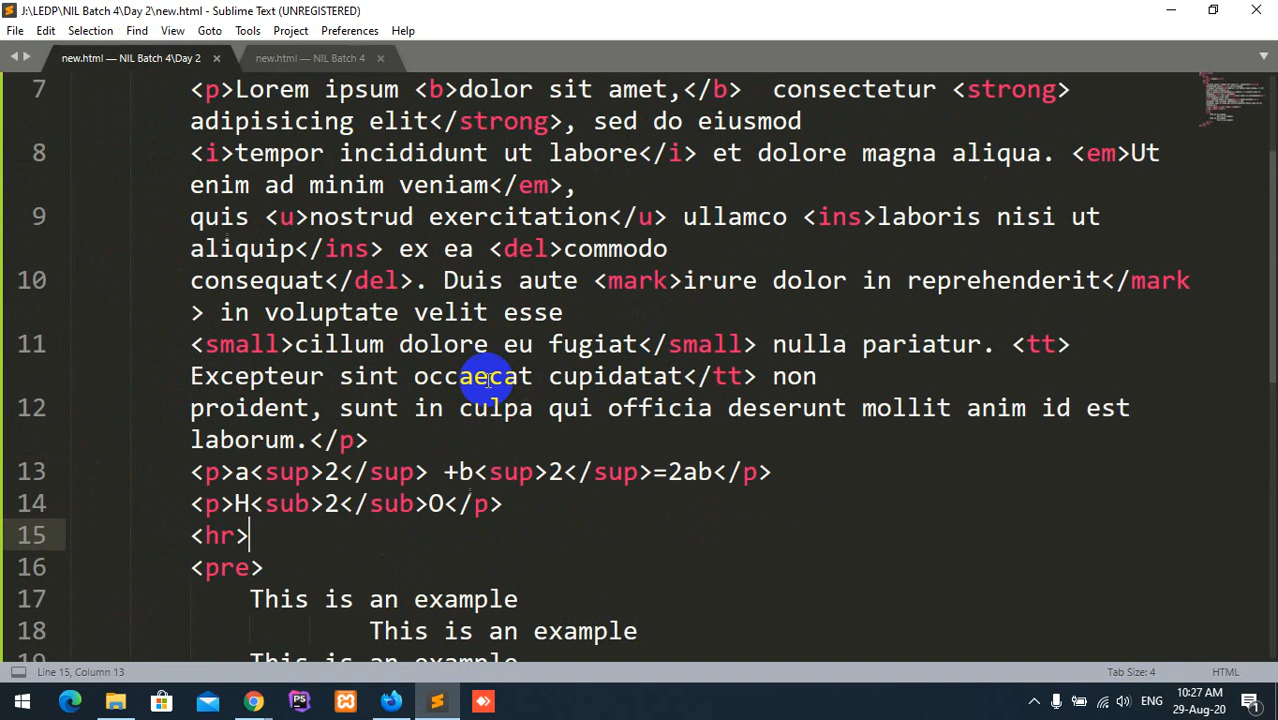 J:\LEDP\NIL Batch 4\Day 2\new.html - Sublime Text (UNREGISTERED)
File Edit Selection Find View Goto Tools Project Preferences Help
new.html — NIL Batch 4\Day 2 × new.html — NIL Batch 4 ×
7 <p>Lorem ipsum <b>dolor sit amet,</b>  consectetur <strong>
adipisicing elit</strong>, sed do eiusmod
8 <i>tempor incididunt ut labore</i> et dolore magna aliqua. <em>Ut
enim ad minim veniam</em>,
9 quis <u>nostrud exercitation</u> ullamco <ins>laboris nisi ut
aliquip</ins> ex ea <del>commodo
10 consequat</del>. Duis aute <mark>irure dolor in reprehenderit</mark
> in voluptate velit esse
11 <small>cillum dolore eu fugiat</small> nulla pariatur. <tt>
Excepteur sint occaecat cupidatat</tt> non
12 proident, sunt in culpa qui officia deserunt mollit anim id est
laborum.</p>
13 <p>a<sup>2</sup> +b<sup>2</sup>=2ab</p>
14 <p>H<sub>2</sub>O</p>
15 <hr>
16 <pre>
17 This is an example
18 This is an example
19 This is an example
Line 15, Column 13 Tab Size: 4 HTML
ENG 10:27 AM
29-Aug-20